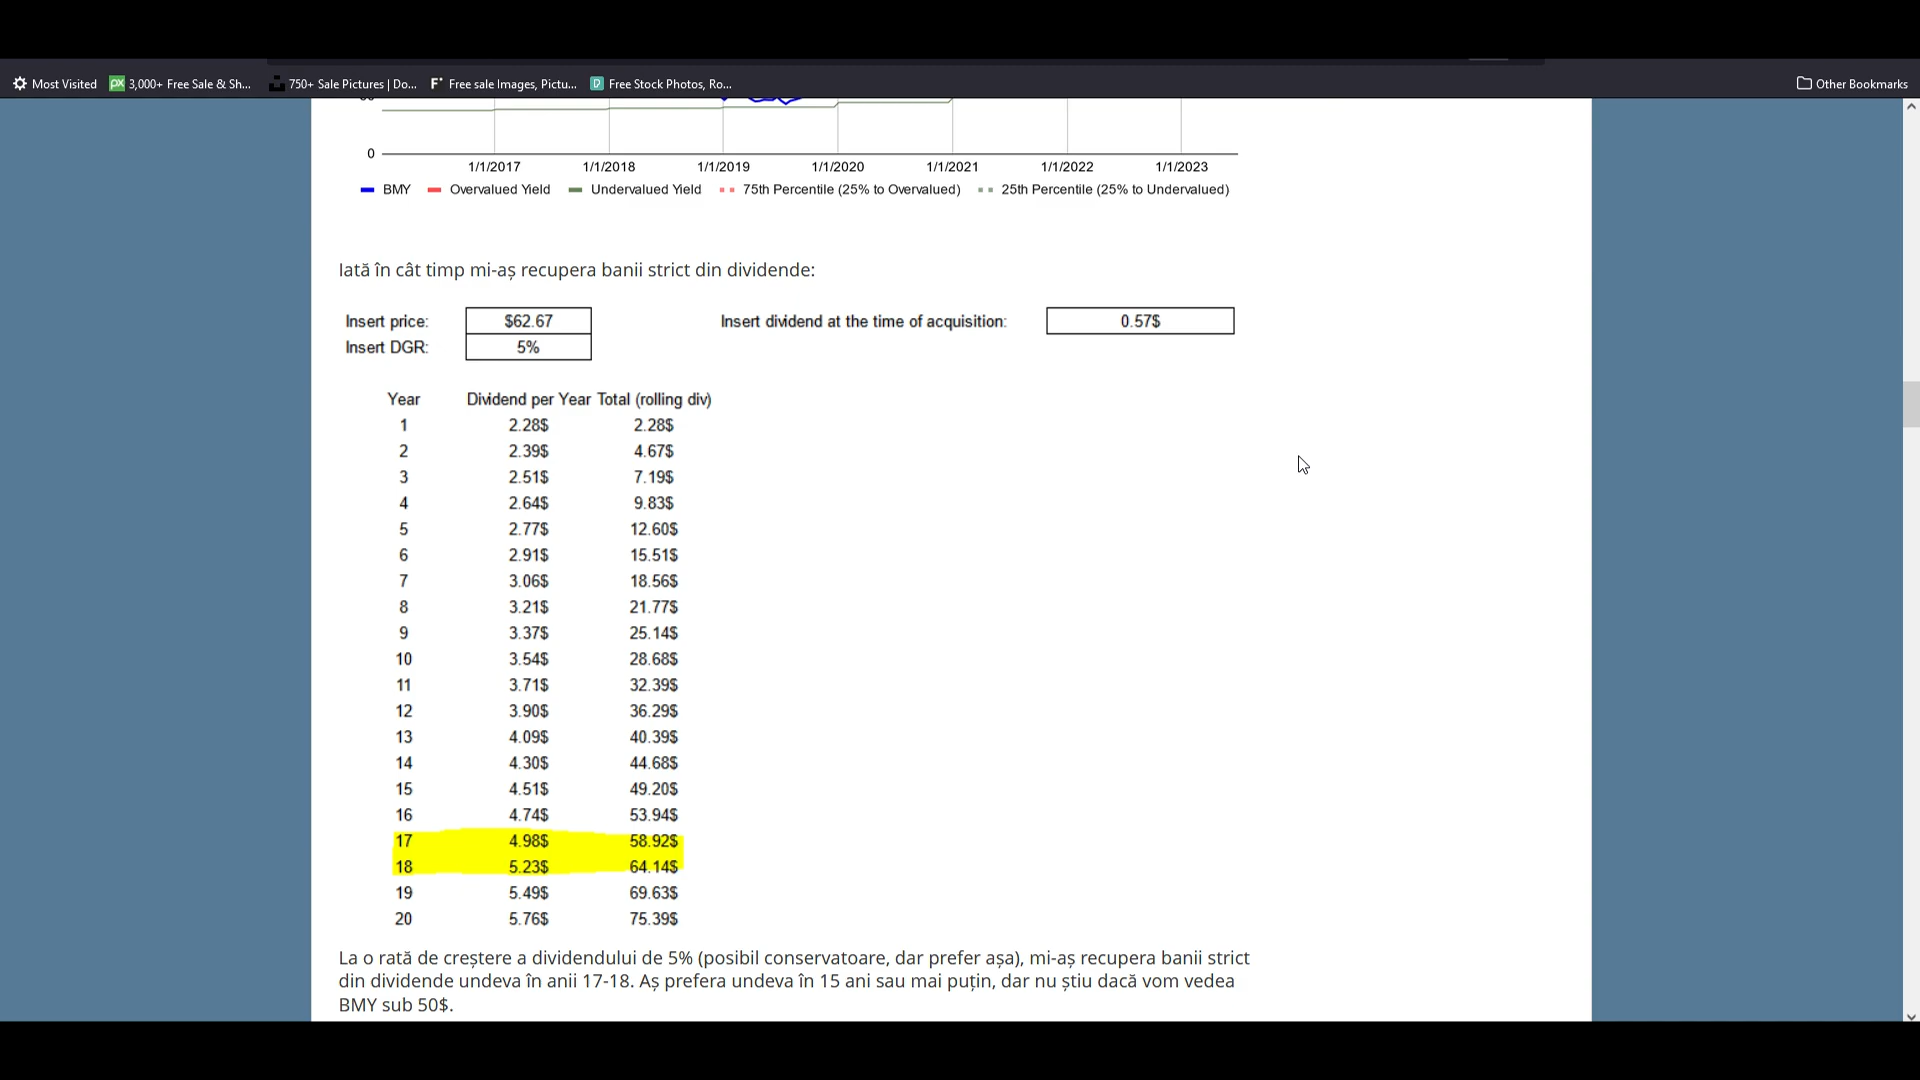 Most Visited 3,000+ Free Sale & Sh... 750+ Sale Pictures | Do... Free sale Images, Pictu... Free Stock Photos, Ro... Other Bookmarks
0
1/1/2017 1/1/2018 1/1/2019 1/1/2020 1/1/2021 1/1/2022 1/1/2023
BMY Overvalued Yield Undervalued Yield 75th Percentile (25% to Overvalued) 25th Percentile (25% to Undervalued)
Iată în cât timp mi-aș recupera banii strict din dividende:
Insert price: $62.67 Insert dividend at the time of acquisition: 0.57$
Insert DGR: 5%
Year Dividend per Year Total (rolling div)
1 2.28$ 2.28$
2 2.39$ 4.67$
3 2.51$ 7.19$
4 2.64$ 9.83$
5 2.77$ 12.60$
6 2.91$ 15.51$
7 3.06$ 18.56$
8 3.21$ 21.77$
9 3.37$ 25.14$
10 3.54$ 28.68$
11 3.71$ 32.39$
12 3.90$ 36.29$
13 4.09$ 40.39$
14 4.30$ 44.68$
15 4.51$ 49.20$
16 4.74$ 53.94$
17 4.98$ 58.92$
18 5.23$ 64.14$
19 5.49$ 69.63$
20 5.76$ 75.39$
La o rată de creștere a dividendului de 5% (posibil conservatoare, dar prefer așa), mi-aș recupera banii strict
din dividende undeva în anii 17-18. Aș prefera undeva în 15 ani sau mai puțin, dar nu știu dacă vom vedea
BMY sub 50$.